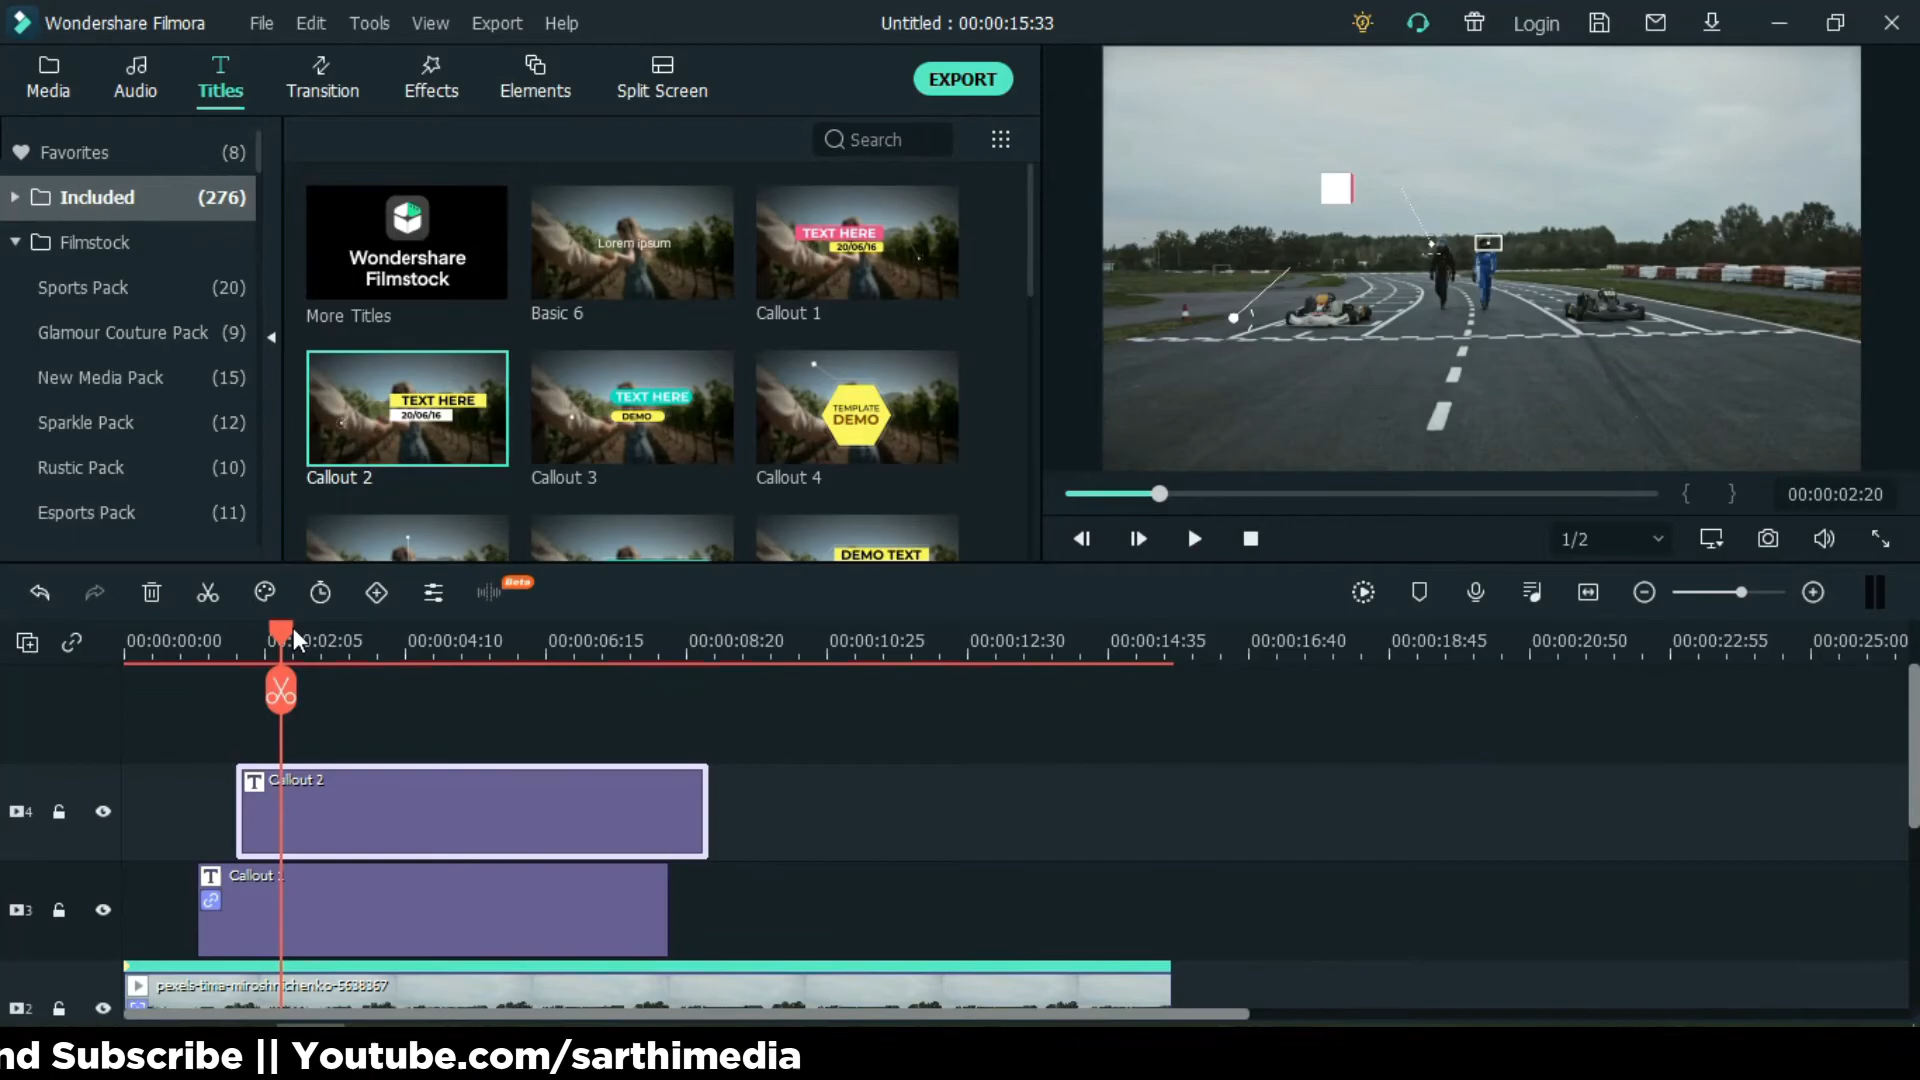 Wondershare Filmora File Edit Tools View Export Help Untitled : 00:00:15:33 Login
Media Audio Titles Transition Effects Elements Split Screen EXPORT
Favorites (8)
Included (276)
Filmstock
Sports Pack (20)
Glamour Couture Pack (9)
New Media Pack (15)
Sparkle Pack (12)
Rustic Pack (10)
Esports Pack (11)
Search
Wondershare
Filmstock
More Titles
Lorem ipsum
Basic 6
TEXT HERE
20/06/16
Callout 1
TEXT HERE
20/06/16
Callout 2
TEXT HERE
DEMO
Callout 3
TEMPLATE
DEMO
Callout 4
DEMO TEXT
00:00:02:20
1/2
Beta
00:00:00:00 00:00:02:05 00:00:04:10 00:00:06:15 00:00:08:20 00:00:10:25 00:00:12:30 00:00:14:35 00:00:16:40 00:00:18:45 00:00:20:50 00:00:22:55 00:00:25:00
T Callout 2
4
T Callout
3
pexels-tima-miroshnichenko-5638367
2
nd Subscribe || Youtube.com/sarthimedia